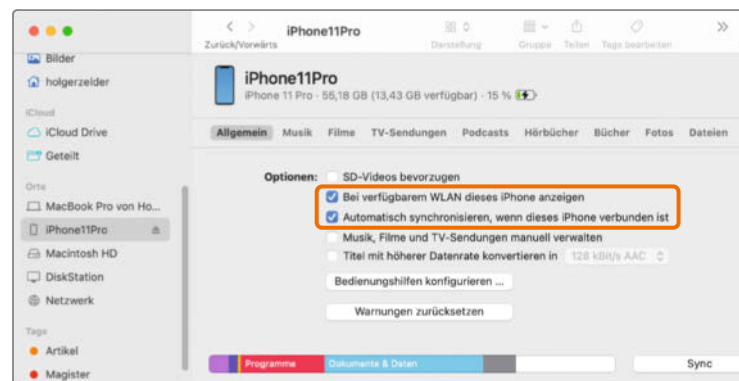 iPhone11Pro
Zurück/Vorwärts Darstellung Gruppe Teilen Tags bearbeiten
Bilder
holgerzelder
iCloud
iCloud Drive
Geteilt
Orte
MacBook Pro von Ho...
iPhone11Pro
Macintosh HD
DiskStation
Netzwerk
Tags
Artikel
Magister
iPhone11Pro
iPhone 11 Pro · 55,18 GB (13,43 GB verfügbar) · 15 %
Allgemein Musik Filme TV-Sendungen Podcasts Hörbücher Bücher Fotos Dateien
Optionen: SD-Videos bevorzugen
Bei verfügbarem WLAN dieses iPhone anzeigen
Automatisch synchronisieren, wenn dieses iPhone verbunden ist
Musik, Filme und TV-Sendungen manuell verwalten
Titel mit höherer Datenrate konvertieren in 128 kBit/s AAC
Bedienungshilfen konfigurieren ...
Warnungen zurücksetzen
Programme Dokumente & Daten Sync